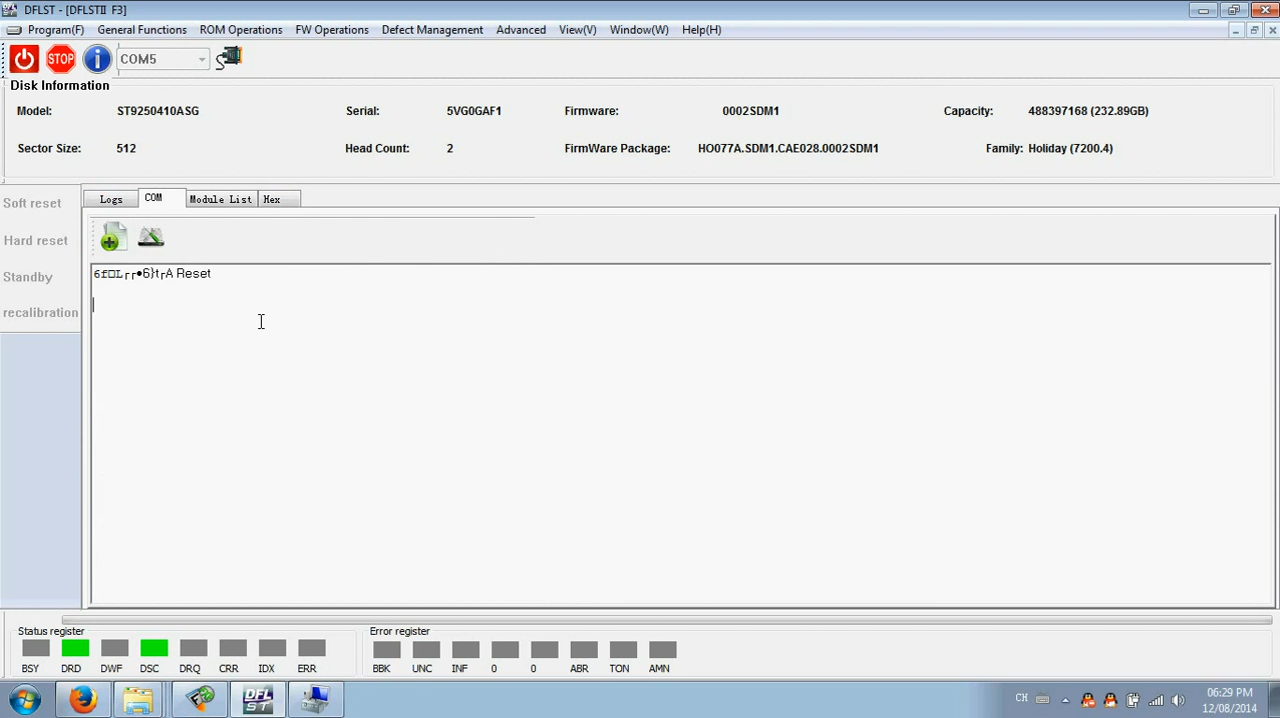 DFLST - [DFLSTII F3]
Program(F) General Functions ROM Operations FW Operations Defect Management Advanced View(V) Window(W) Help(H)
STOP COM5
Disk Information
Model: ST9250410ASG Serial: 5VG0GAF1 Firmware: 0002SDM1 Capacity: 488397168 (232.89GB)
Sector Size: 512 Head Count: 2 FirmWare Package: HO077A.SDM1.CAE028.0002SDM1 Family: Holiday (7200.4)
Logs COM Module List Hex
Soft reset
Hard reset
Standby
recalibration
6f□L┌┌●6}t┌A Reset
Status register Error register
BSY DRD DWF DSC DRQ CRR IDX ERR BBK UNC INF 0 0 ABR TON AMN
DFL ST
CH 06:29 PM
12/08/2014